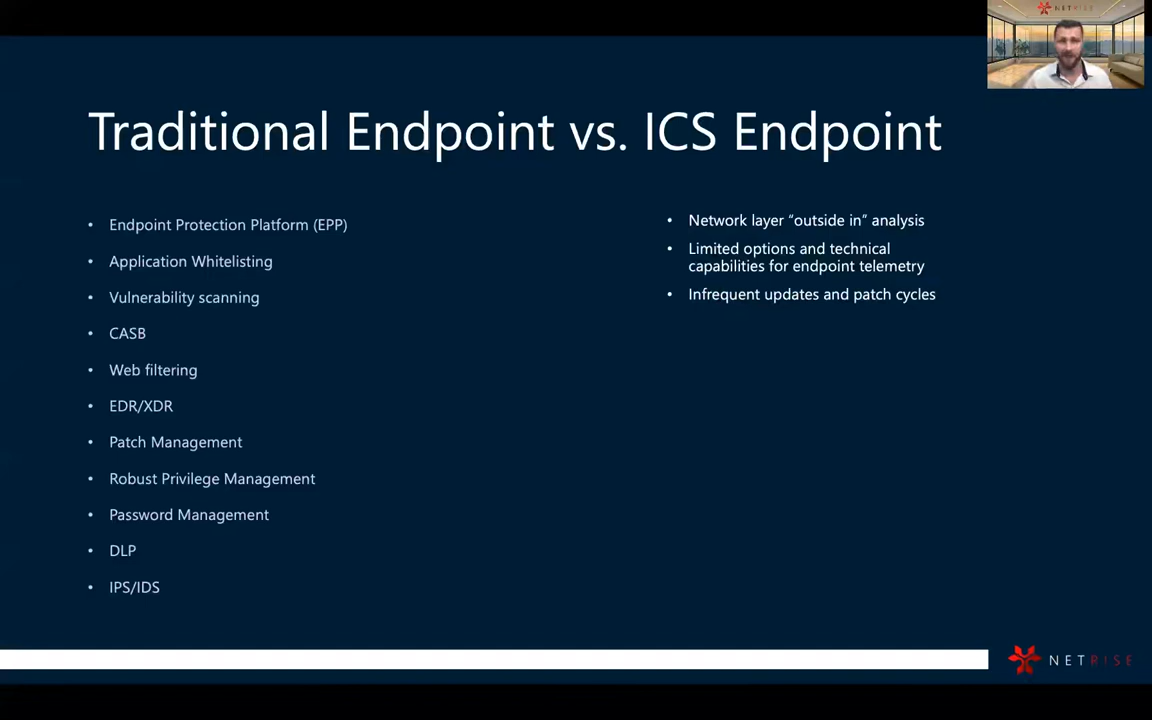 NETRISE
Traditional Endpoint vs. ICS Endpoint
• Endpoint Protection Platform (EPP)
• Application Whitelisting
• Vulnerability scanning
• CASB
• Web filtering
• EDR/XDR
• Patch Management
• Robust Privilege Management
• Password Management
• DLP
• IPS/IDS
• Network layer “outside in” analysis
• Limited options and technical
capabilities for endpoint telemetry
• Infrequent updates and patch cycles
NETRISE